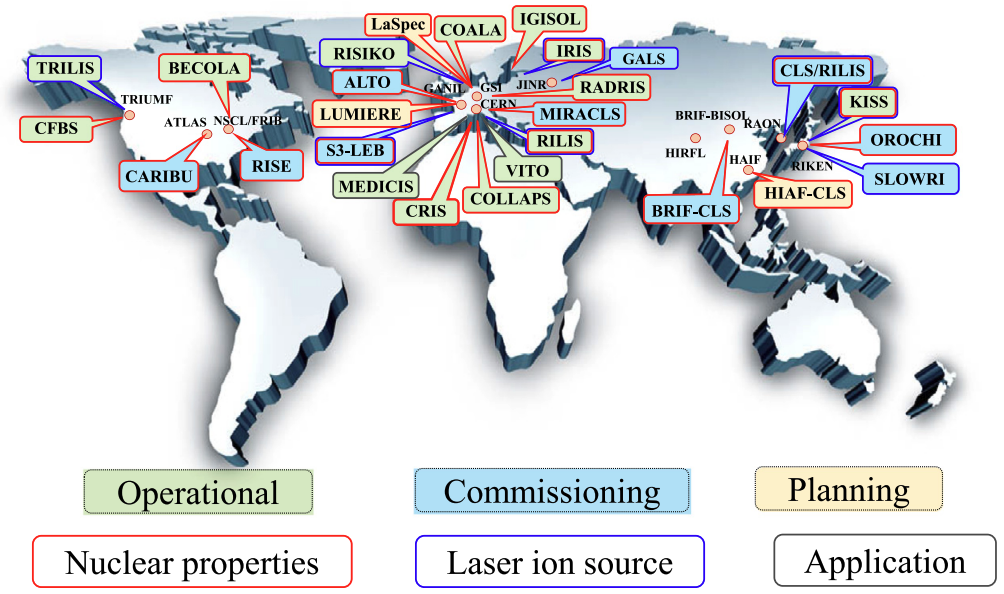 LaSpec
COALA
IGISOL
RISIKO
IRIS
GALS
TRILIS
BECOLA
ALTO
GANIL
GSI
JINR
RADRIS
CLS/RILIS
KISS
TRIUMF
LUMIERE
CERN
MIRACLS
CFBS
ATLAS
NSCL/FRIB
BRIF-BISOL
RAON
OROCHI
S3-LEB
RILIS
HIRFL
HAIF
RIKEN
CARIBU
RISE
MEDICIS
VITO
SLOWRI
CRIS
COLLAPS
BRIF-CLS
HIAF-CLS
Operational
Commissioning
Planning
Nuclear properties
Laser ion source
Application